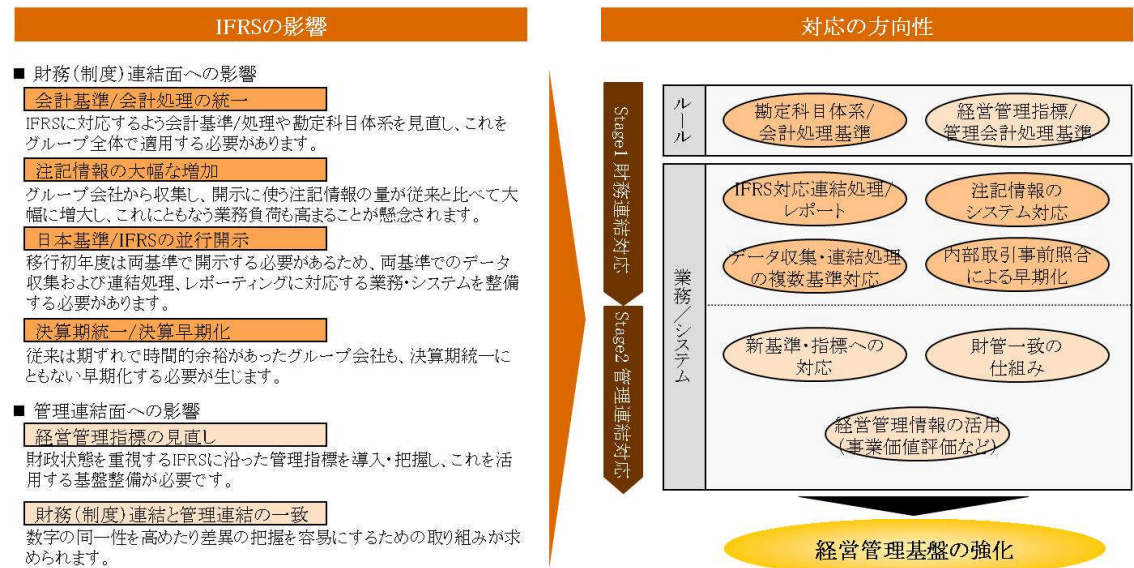 IFRSの影響
■ 財務(制度)連結面への影響
会計基準/会計処理の統一
IFRSに対応するよう会計基準/処理や勘定科目体系を見直し、これを
グループ全体で適用する必要があります。
注記情報の大幅な増加
グループ会社から収集し、開示に使う注記情報の量が従来と比べて大
幅に増大し、これにともなう業務負荷も高まることが懸念されます。
日本基準/IFRSの並行開示
移行初年度は両基準で開示する必要があるため、両基準でのデータ
収集および連結処理、レポーティングに対応する業務・システムを整備
する必要があります。
決算期統一/決算早期化
従来は期ずれで時間的余裕があったグループ会社も、決算期統一に
ともない早期化する必要が生じます。
■ 管理連結面への影響
経営管理指標の見直し
財政状態を重視するIFRSに沿った管理指標を導入・把握し、これを活
用する基盤整備が必要です。
財務(制度)連結と管理連結の一致
数字の同一性を高めたり差異の把握を容易にするための取り組みが求
められます。
対応の方向性
Stage1 財務連結対応
Stage2 管理連結対応
ルール
勘定科目体系/
会計処理基準
経営管理指標/
管理会計処理基準
業務/システム
IFRS対応連結処理/
レポート
注記情報の
システム対応
データ収集・連結処理
の複数基準対応
内部取引事前照合
による早期化
新基準・指標への
対応
財管一致の
仕組み
経営管理情報の活用
(事業価値評価など)
経営管理基盤の強化